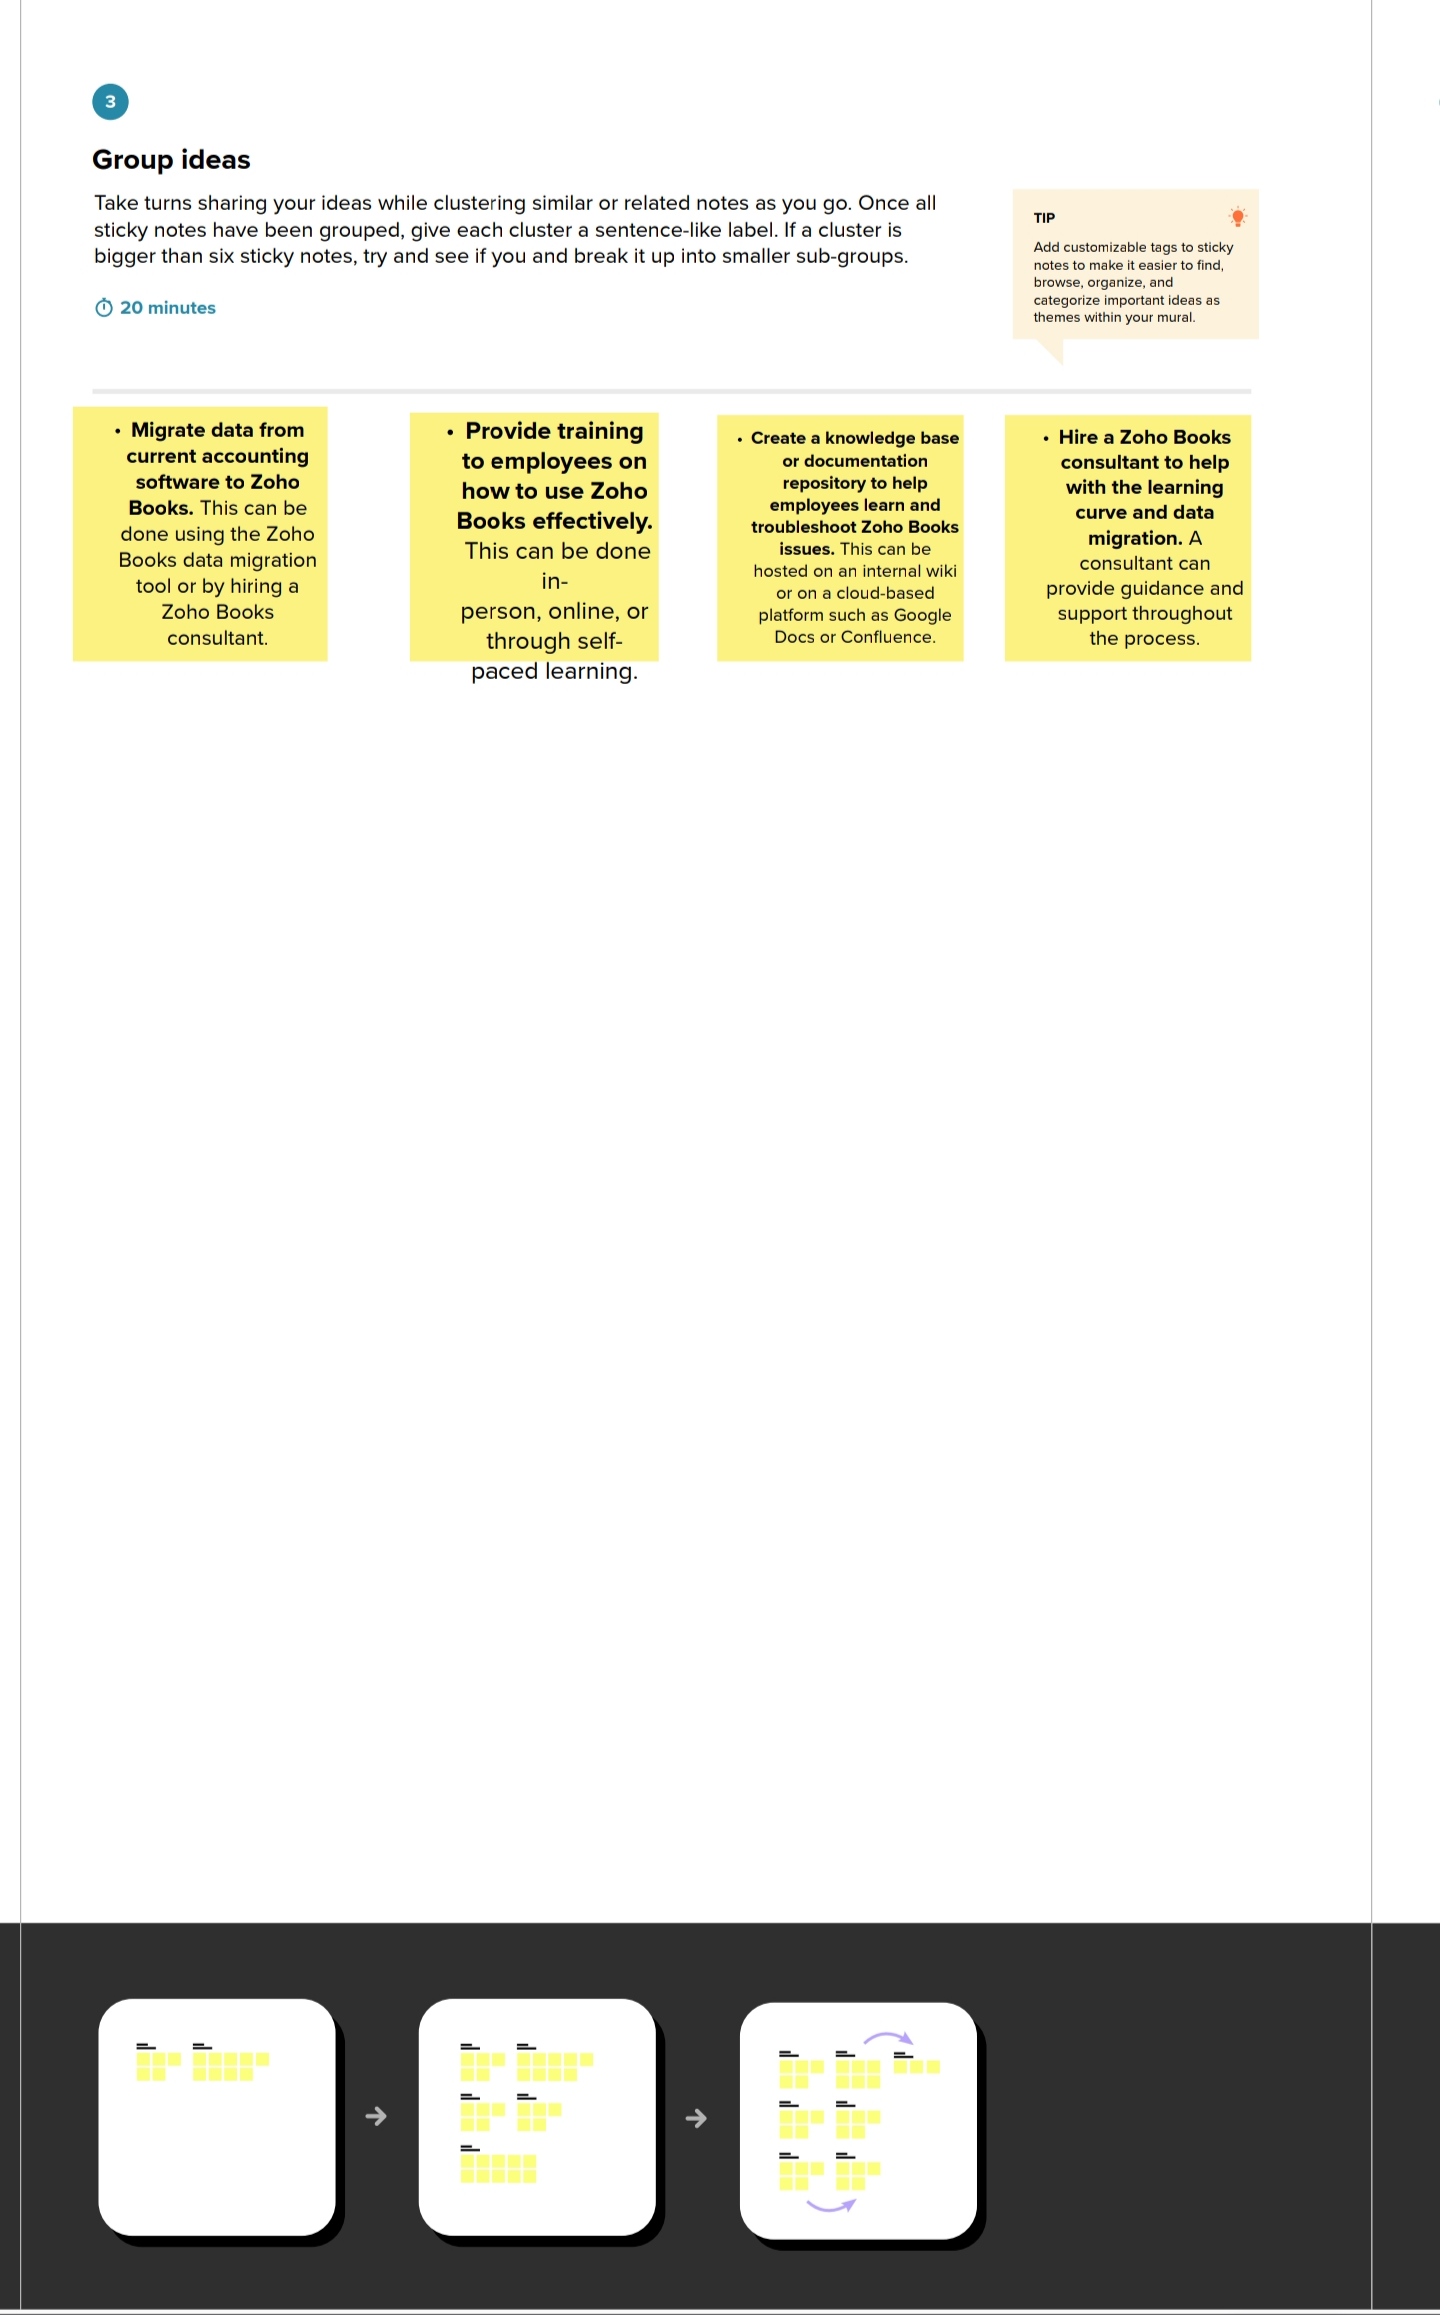 3
Group ideas
Take turns sharing your ideas while clustering similar or related notes as you go. Once all
sticky notes have been grouped, give each cluster a sentence-like label. If a cluster is
bigger than six sticky notes, try and see if you and break it up into smaller sub-groups.
20 minutes
TIP
Add customizable tags to sticky
notes to make it easier to find,
browse, organize, and
categorize important ideas as
themes within your mural.
• Migrate data from
current accounting
software to Zoho
Books. This can be
done using the Zoho
Books data migration
tool or by hiring a
Zoho Books
consultant.
• Provide training
to employees on
how to use Zoho
Books effectively.
This can be done
in-
person, online, or
through self-
paced learning.
• Create a knowledge base
or documentation
repository to help
employees learn and
troubleshoot Zoho Books
issues. This can be
hosted on an internal wiki
or on a cloud-based
platform such as Google
Docs or Confluence.
• Hire a Zoho Books
consultant to help
with the learning
curve and data
migration. A
consultant can
provide guidance and
support throughout
the process.